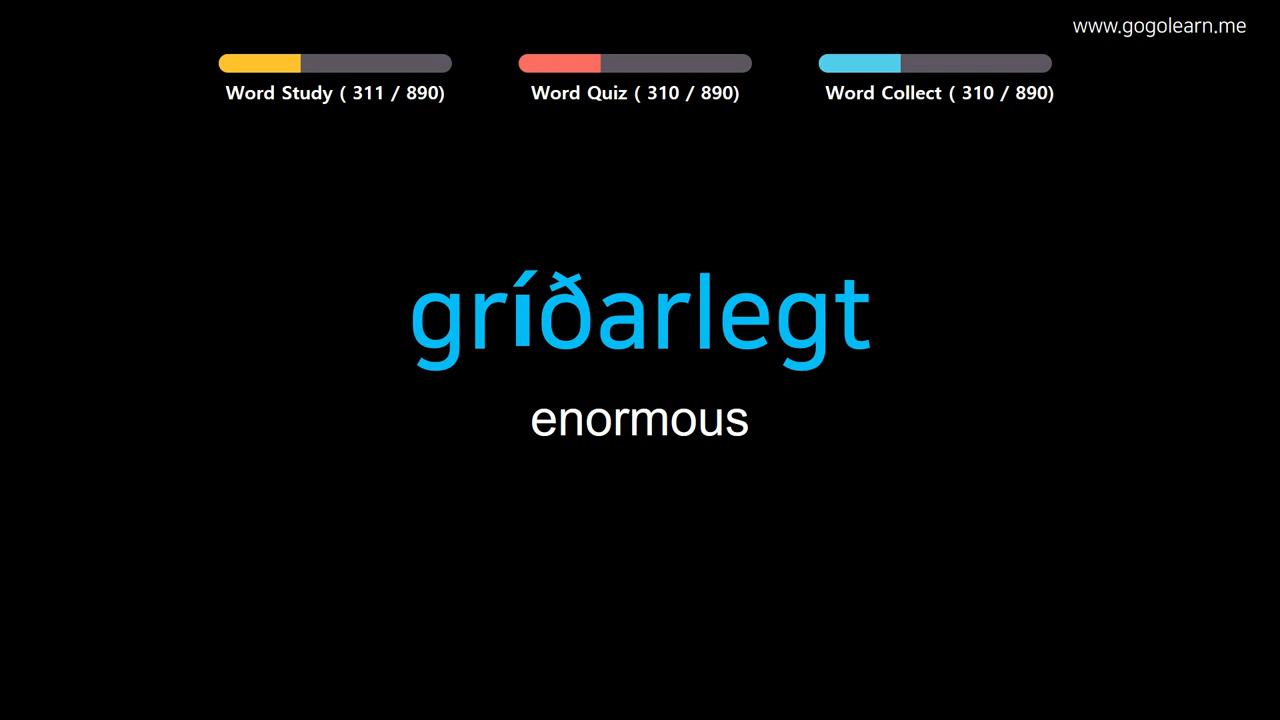 www.gogolearn.me
Word Study ( 311 / 890)
Word Quiz ( 310 / 890)
Word Collect ( 310 / 890)
gríðarlegt
enormous